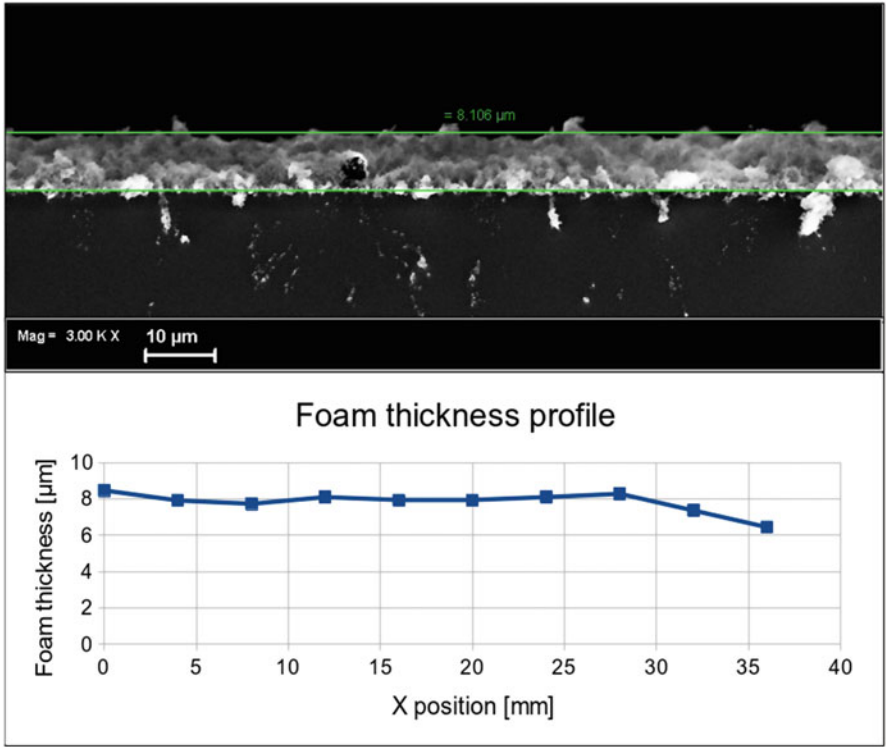 = 8.106 µm
Mag = 3.00 K X 10 µm
Foam thickness profile
Foam thickness [µm]
10
8
6
4
2
0
0 5 10 15 20 25 30 35 40
X position [mm]